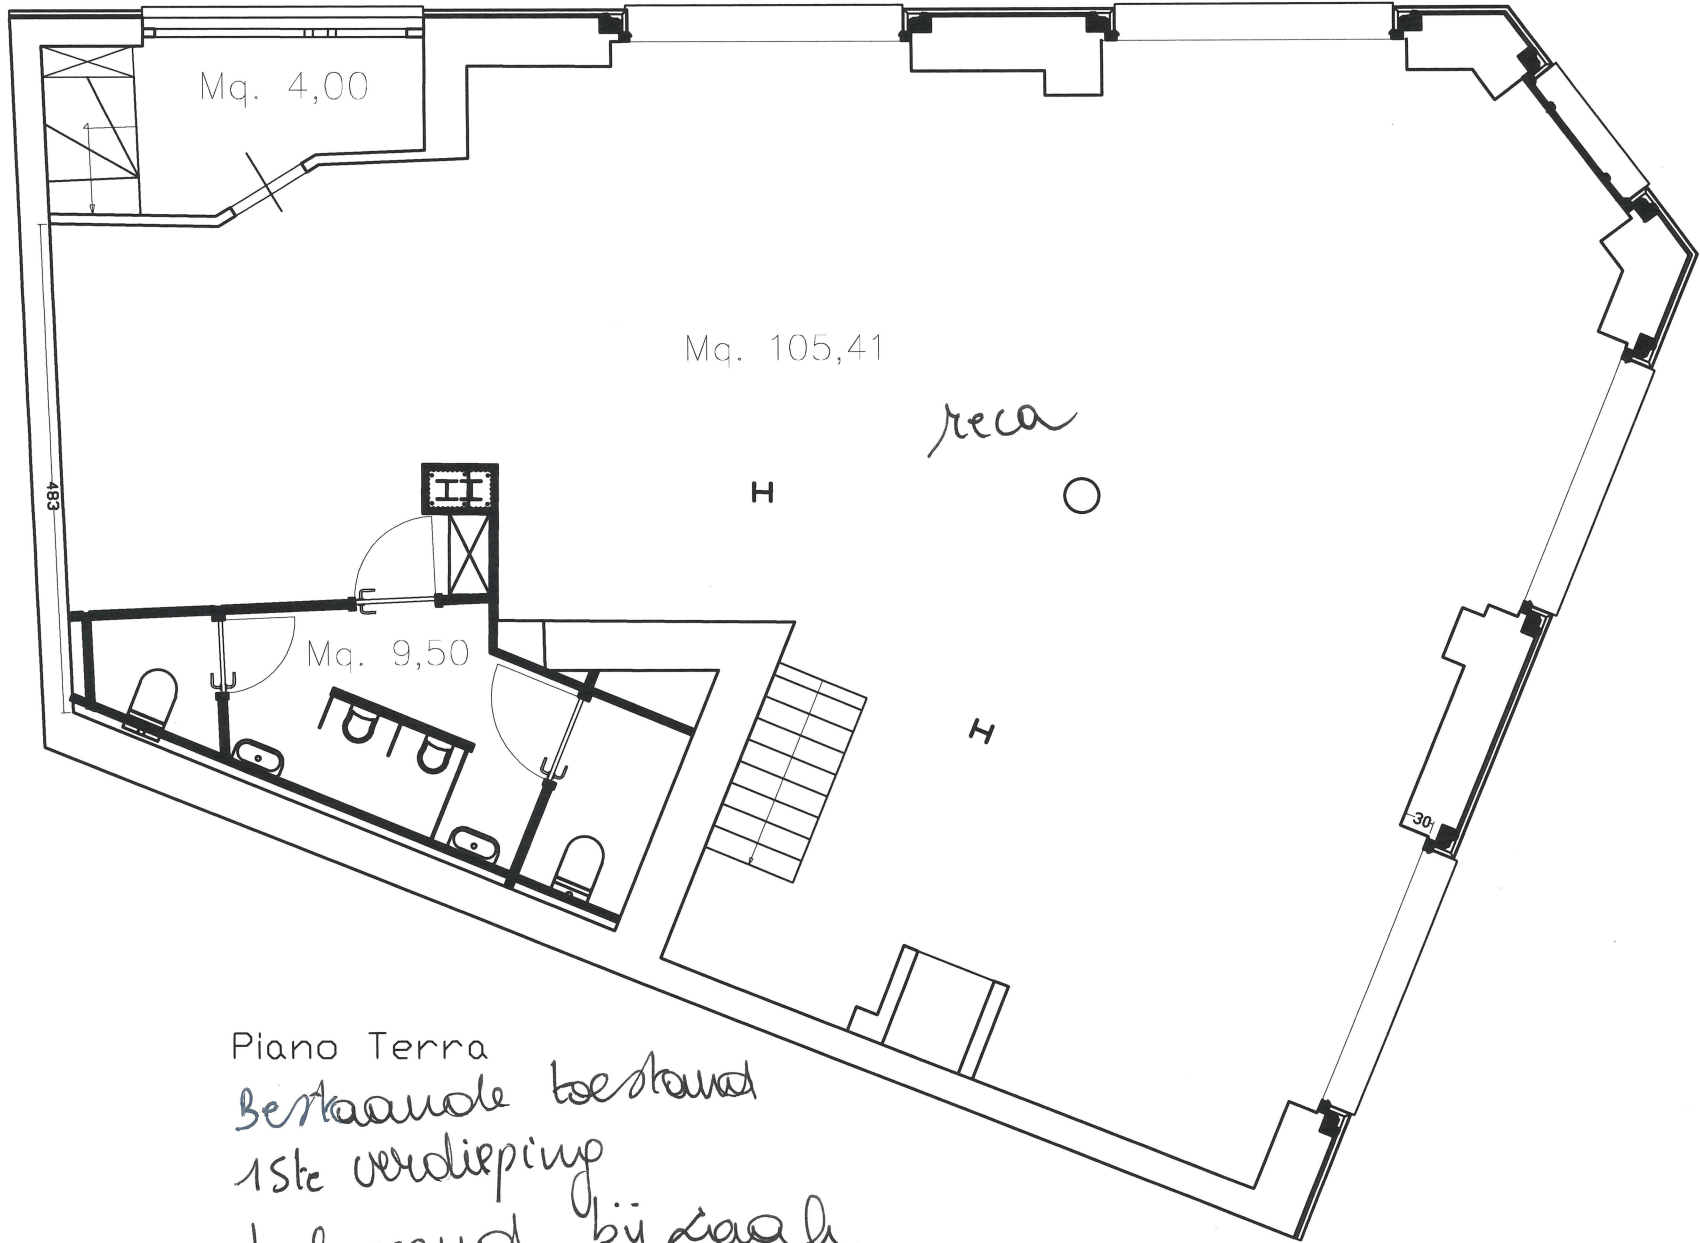 Mq. 4,00
Mq. 105,41
reca
483
Mq. 9,50
30
Piano Terra
Bestaande toestand
1ste verdieping
bij zaak